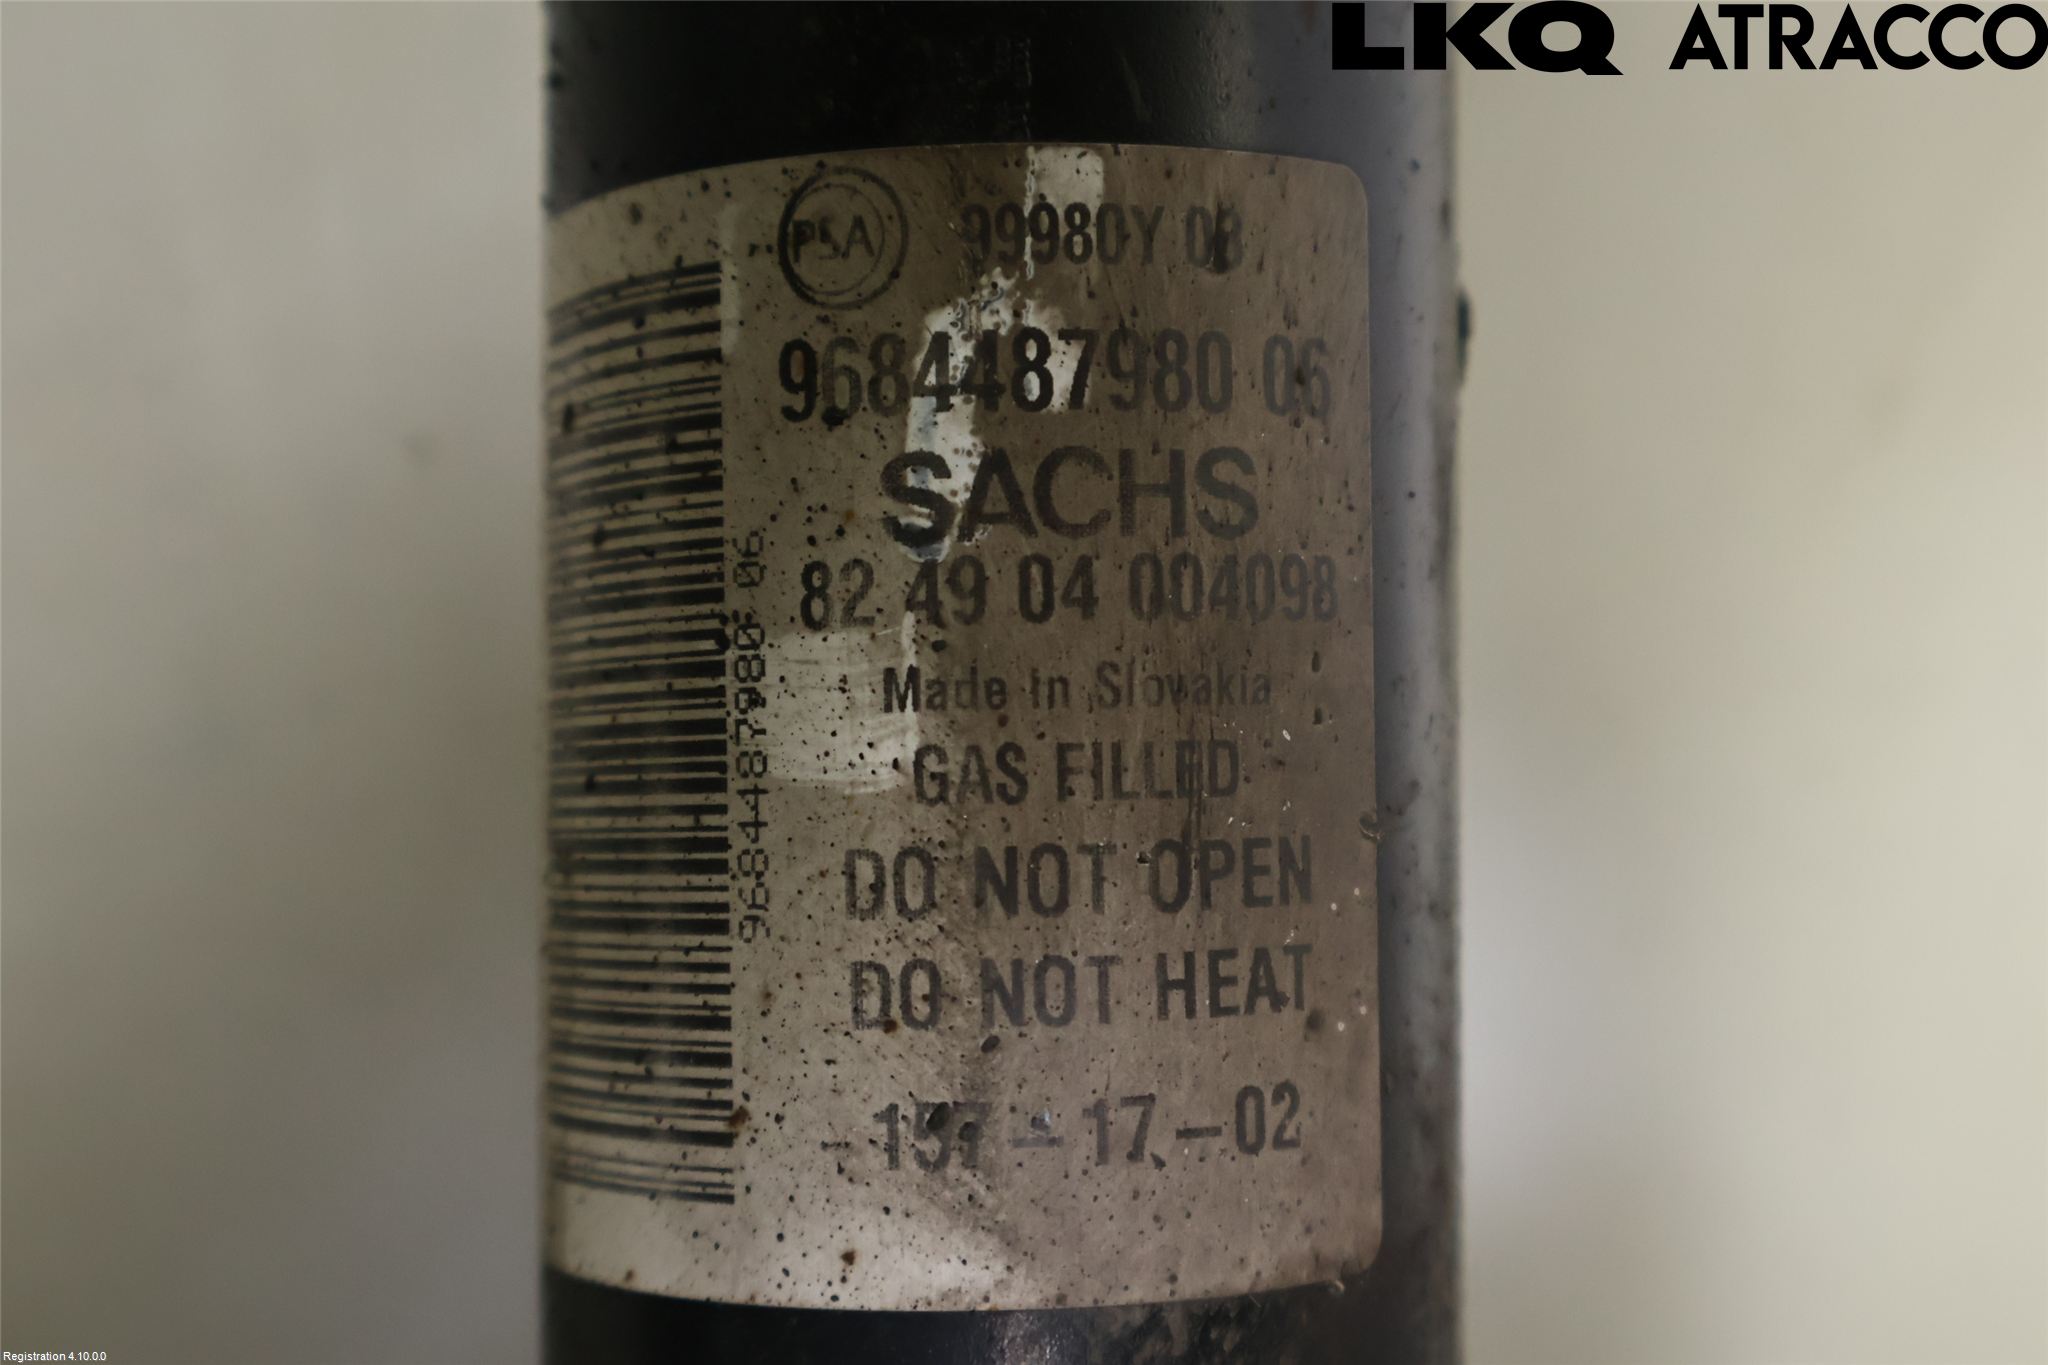 LKQ ATRACCO
PSA 99980Y 08
9684487980 06
SACHS
82 49 04 004098
Made In Slovakia
GAS FILLED
DO NOT OPEN
DO NOT HEAT
- 157 - 17 - 02
9684487980 06
Registration 4.10.0.0